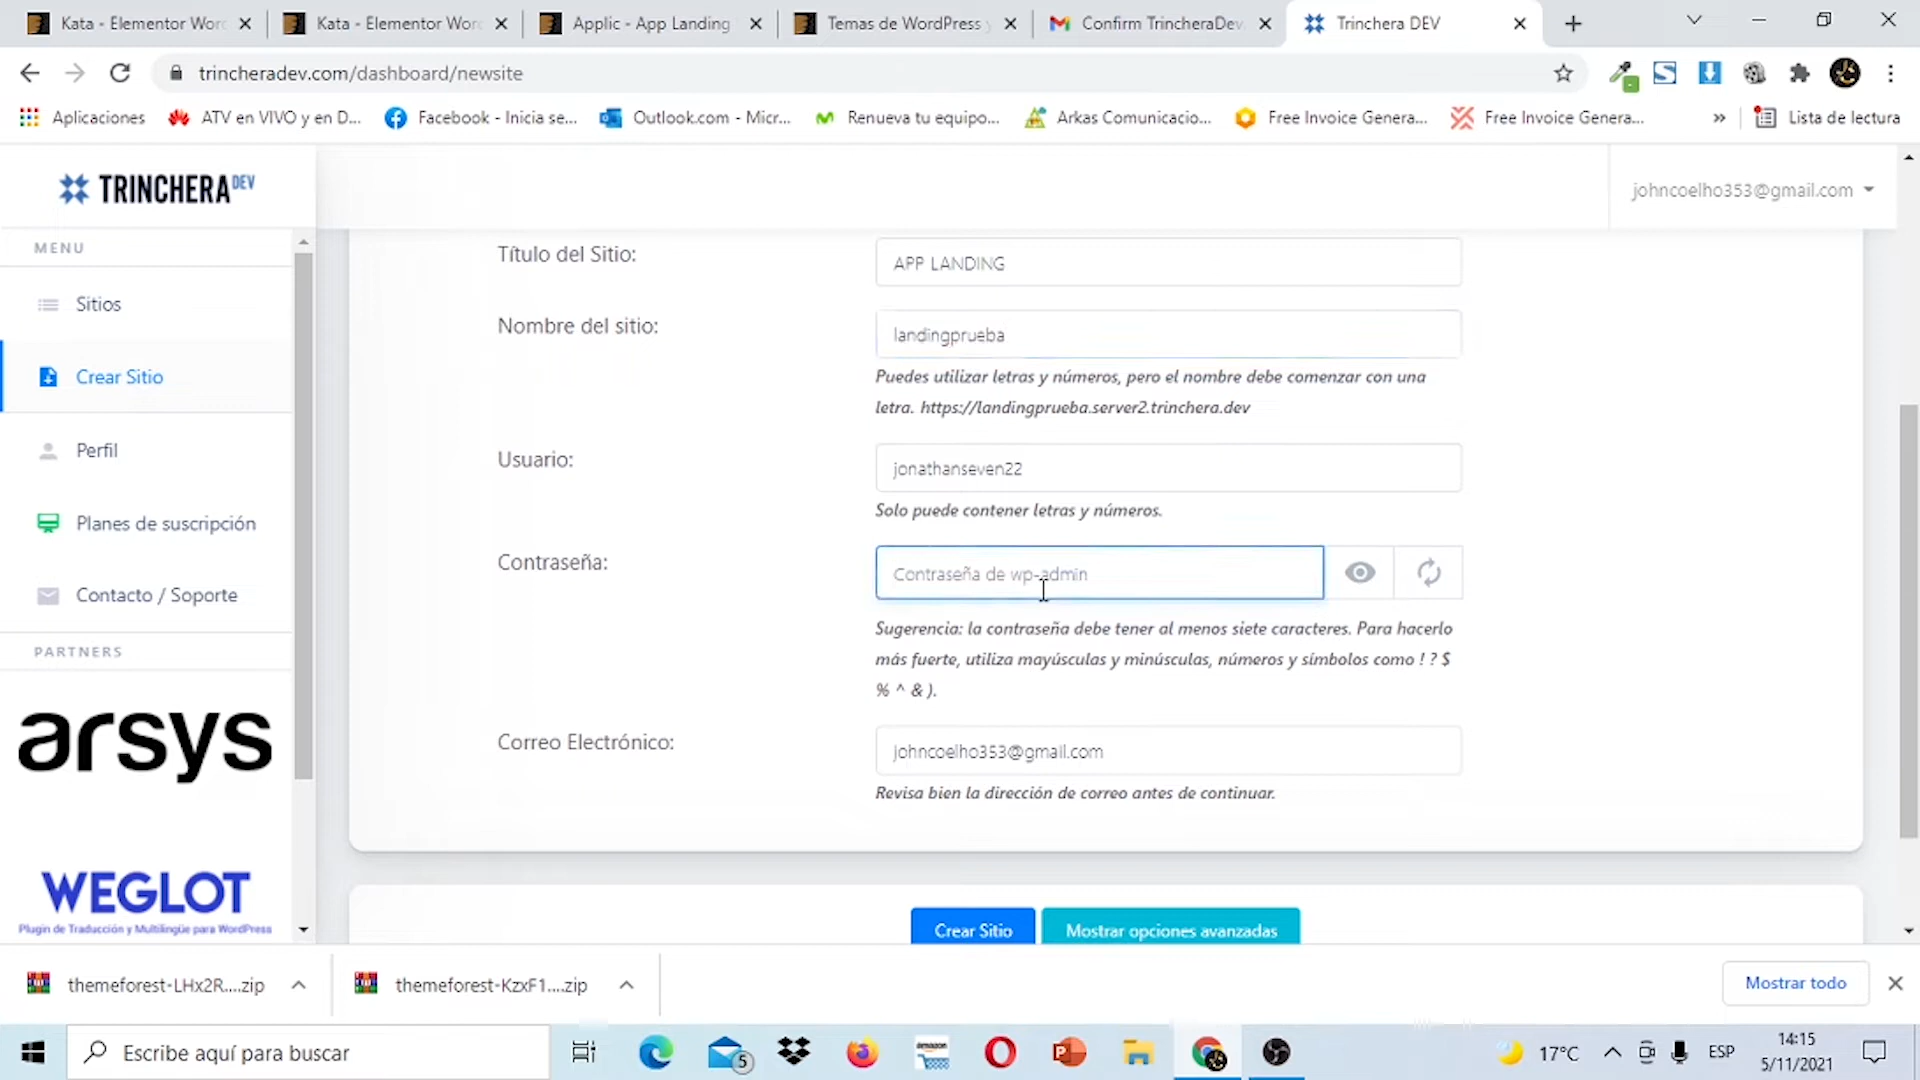 Kata - Elementor Wor
Kata - Elementor Wor
Applic - App Landing
Temas de WordPress y
Confirm TrincheraDev
Trinchera DEV
trincheradev.com/dashboard/newsite
Aplicaciones
ATV en VIVO y en D...
Facebook - Inicia se...
Outlook.com - Micr...
Renueva tu equipo...
Arkas Comunicacio...
Free Invoice Genera...
Free Invoice Genera...
»
Lista de lectura
TRINCHERA DEV
johncoelho353@gmail.com
MENU
Sitios
Crear Sitio
Perfil
Planes de suscripción
Contacto / Soporte
PARTNERS
arsys
WEGLOT
Plugin de Traducción y Multilingüe para WordPress
Título del Sitio:
APP LANDING
Nombre del sitio:
landingprueba
Puedes utilizar letras y números, pero el nombre debe comenzar con una
letra. https://landingprueba.server2.trinchera.dev
Usuario:
jonathanseven22
Solo puede contener letras y números.
Contraseña:
Contraseña de wp-admin
Sugerencia: la contraseña debe tener al menos siete caracteres. Para hacerlo
más fuerte, utiliza mayúsculas y minúsculas, números y símbolos como ! ? $
% ^ & ).
Correo Electrónico:
johncoelho353@gmail.com
Revisa bien la dirección de correo antes de continuar.
Crear Sitio
Mostrar opciones avanzadas
themeforest-LHx2R....zip
themeforest-KzxF1....zip
Mostrar todo
Escribe aquí para buscar
5
amazon
17°C
ESP
14:15
5/11/2021